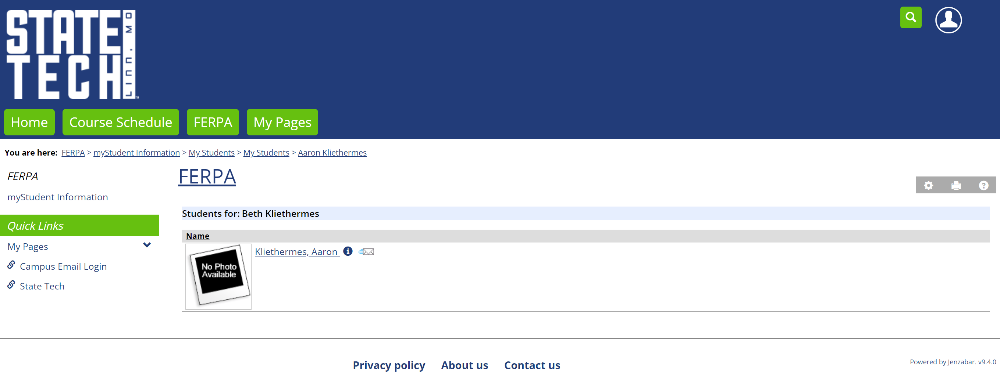 STATE
TECH
LINN, MO
Home
Course Schedule
FERPA
My Pages
You are here: FERPA > myStudent Information > My Students > My Students > Aaron Kliethermes
FERPA
myStudent Information
Quick Links
My Pages
Campus Email Login
State Tech
FERPA
Students for: Beth Kliethermes
Name
No Photo
Available
Kliethermes, Aaron
Privacy policy
About us
Contact us
Powered by Jenzabar. v9.4.0